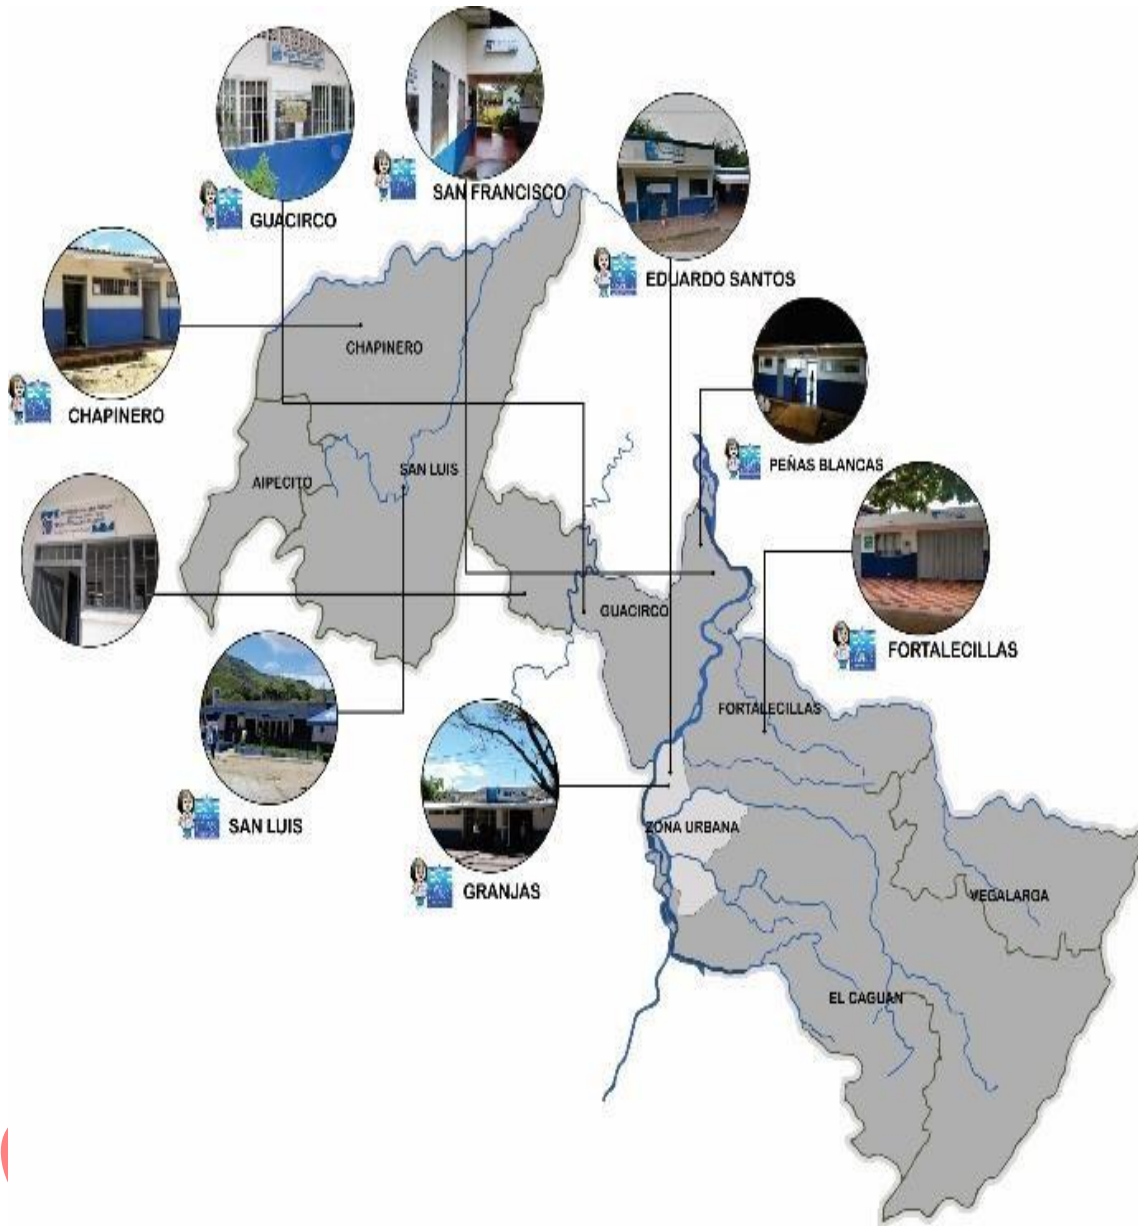 GUACIRCO
SAN FRANCISCO
EDUARDO SANTOS
CHAPINERO
CHAPINERO
PEÑAS BLANCAS
AIPECITO
SAN LUIS
GUACIRCO
FORTALECILLAS
FORTALECILLAS
SAN LUIS
GRANJAS
ZONA URBANA
VEGALARGA
EL CAGUAN